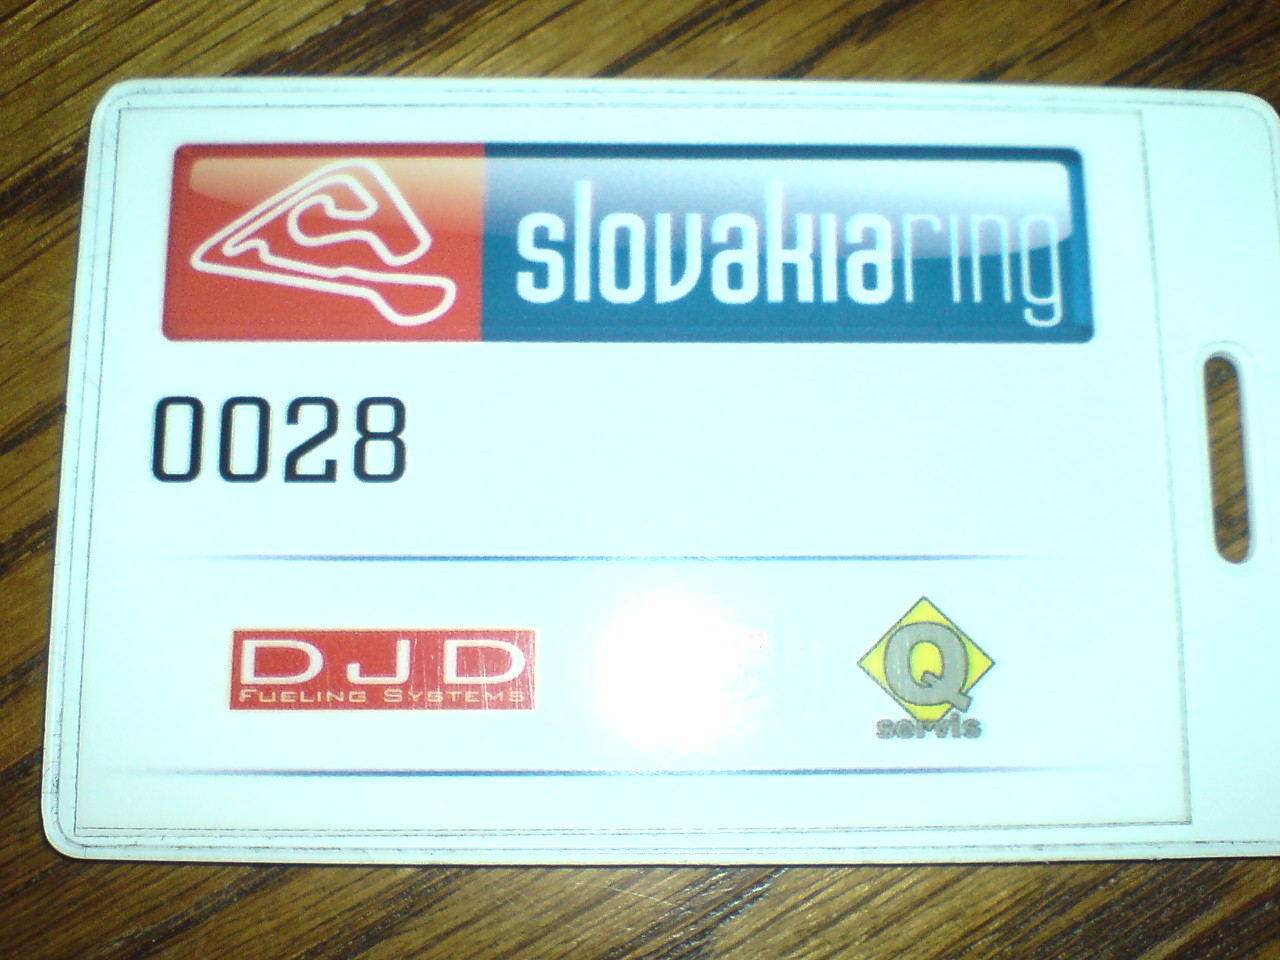 slovakiaring
0028
DJD
FUELING SYSTEMS
Q
servis